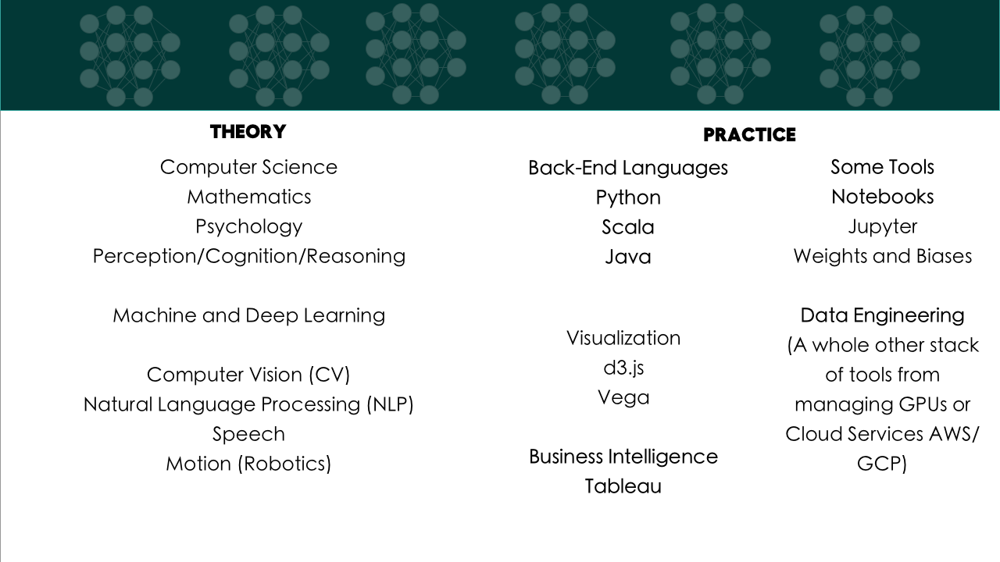 THEORY
Computer Science
Mathematics
Psychology
Perception/Cognition/Reasoning
Machine and Deep Learning
Computer Vision (CV)
Natural Language Processing (NLP)
Speech
Motion (Robotics)
PRACTICE
Back-End Languages
Python
Scala
Java
Visualization
d3.js
Vega
Business Intelligence
Tableau
Some Tools
Notebooks
Jupyter
Weights and Biases
Data Engineering
(A whole other stack
of tools from
managing GPUs or
Cloud Services AWS/
GCP)